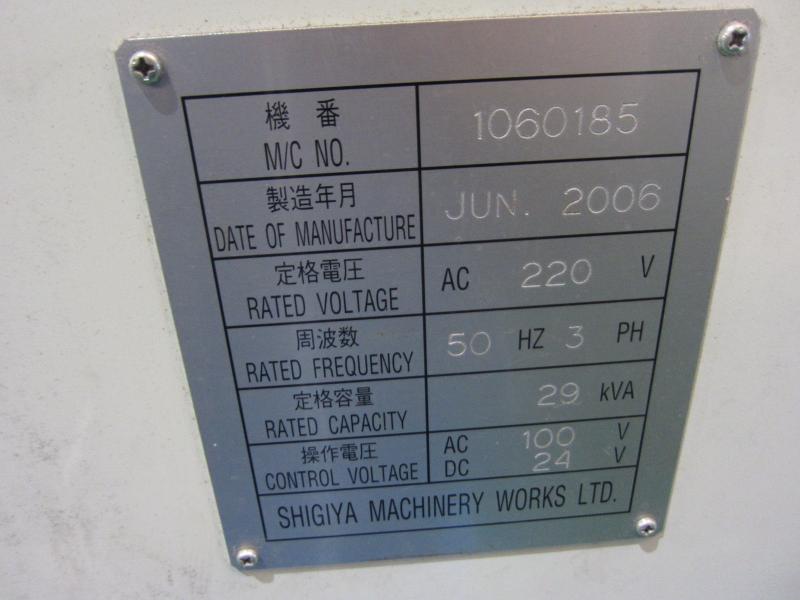 機番
M/C NO.
1060185
製造年月
DATE OF MANUFACTURE
JUN. 2006
定格電圧
RATED VOLTAGE
AC 220 V
周波数
RATED FREQUENCY
50 HZ 3 PH
定格容量
RATED CAPACITY
29 kVA
操作電圧
CONTROL VOLTAGE
AC 100 V
DC 24 V
SHIGIYA MACHINERY WORKS LTD.